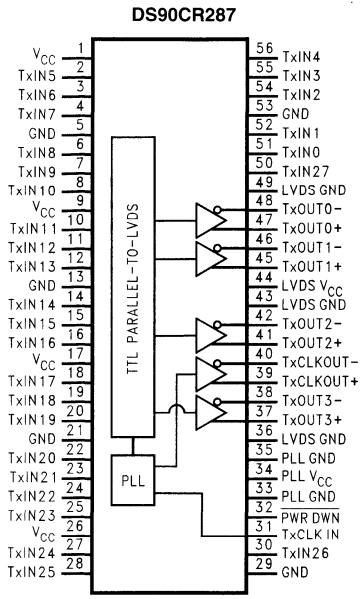 DS90CR287
VCC 1 56 TxIN4
TxIN5 2 55 TxIN3
TxIN6 3 54 TxIN2
TxIN7 4 53 GND
GND 5 52 TxIN1
TxIN8 6 51 TxIN0
TxIN9 7 50 TxIN27
TxIN10 8 49 LVDS GND
VCC 9 48 TxOUT0-
TxIN11 10 47 TxOUT0+
TxIN12 11 46 TxOUT1-
TxIN13 12 45 TxOUT1+
GND 13 44 LVDS VCC
TxIN14 14 43 LVDS GND
TxIN15 15 42 TxOUT2-
TxIN16 16 41 TxOUT2+
VCC 17 40 TxCLKOUT-
TxIN17 18 39 TxCLKOUT+
TxIN18 19 38 TxOUT3-
TxIN19 20 37 TxOUT3+
GND 21 36 LVDS GND
TxIN20 22 35 PLL GND
TxIN21 23 34 PLL VCC
TxIN22 24 33 PLL GND
TxIN23 25 32 PWR DWN
VCC 26 31 TxCLK IN
TxIN24 27 30 TxIN26
TxIN25 28 29 GND
TTL PARALLEL-TO-LVDS
PLL